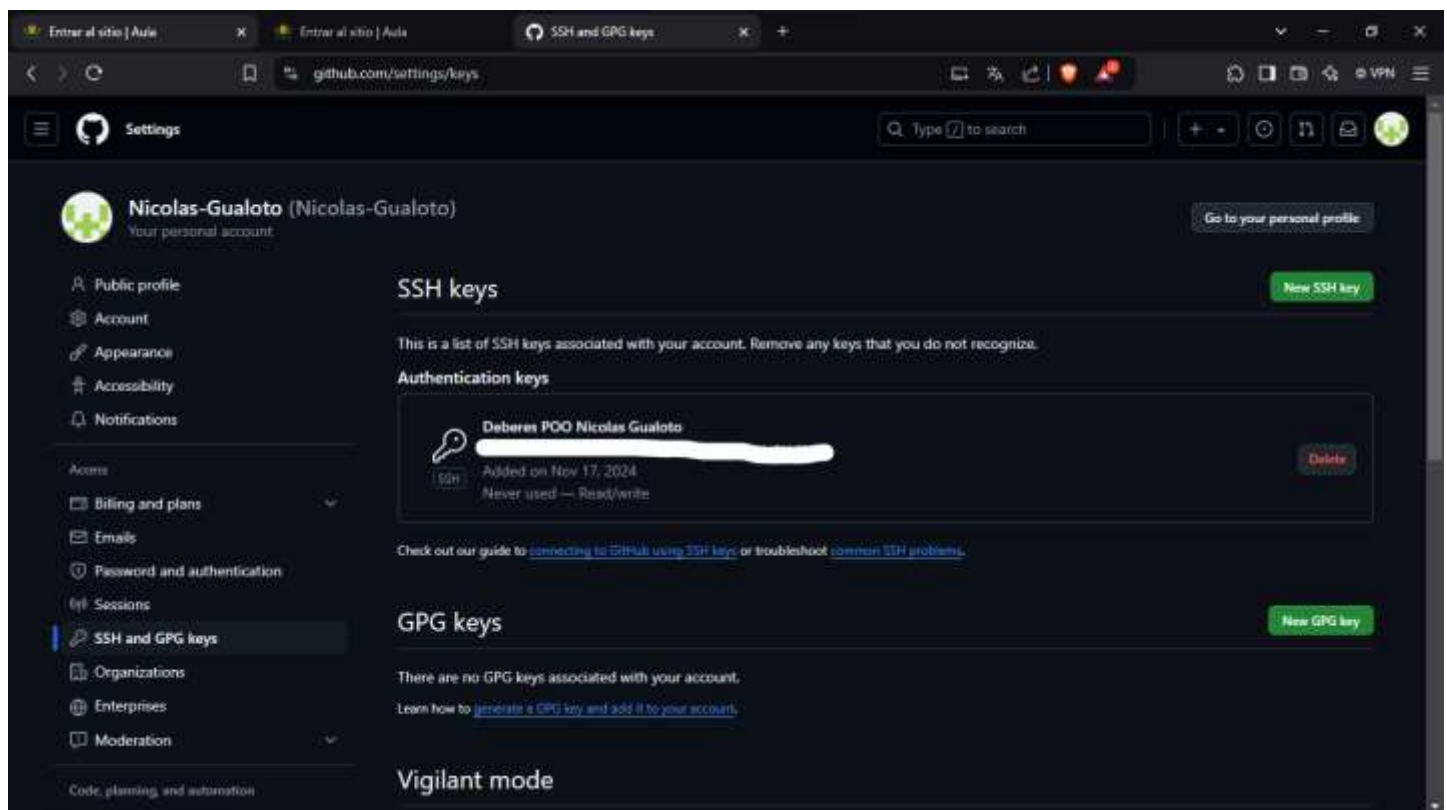 Entrar al sitio | Aula
Entrar al sitio | Aula
SSH and GPG keys
github.com/settings/keys
VPN
Settings
Type / to search
Nicolas-Gualoto (Nicolas-Gualoto)
Your personal account
Go to your personal profile
Public profile
Account
Appearance
Accessibility
Notifications
Access
Billing and plans
Emails
Password and authentication
Sessions
SSH and GPG keys
Organizations
Enterprises
Moderation
Code, planning, and automation
SSH keys
New SSH key
This is a list of SSH keys associated with your account. Remove any keys that you do not recognize.
Authentication keys
Deberes POO Nicolas Gualoto
SSH
Added on Nov 17, 2024
Never used — Read/write
Delete
Check out our guide to connecting to GitHub using SSH keys or troubleshoot common SSH problems.
GPG keys
New GPG key
There are no GPG keys associated with your account.
Learn how to generate a GPG key and add it to your account.
Vigilant mode